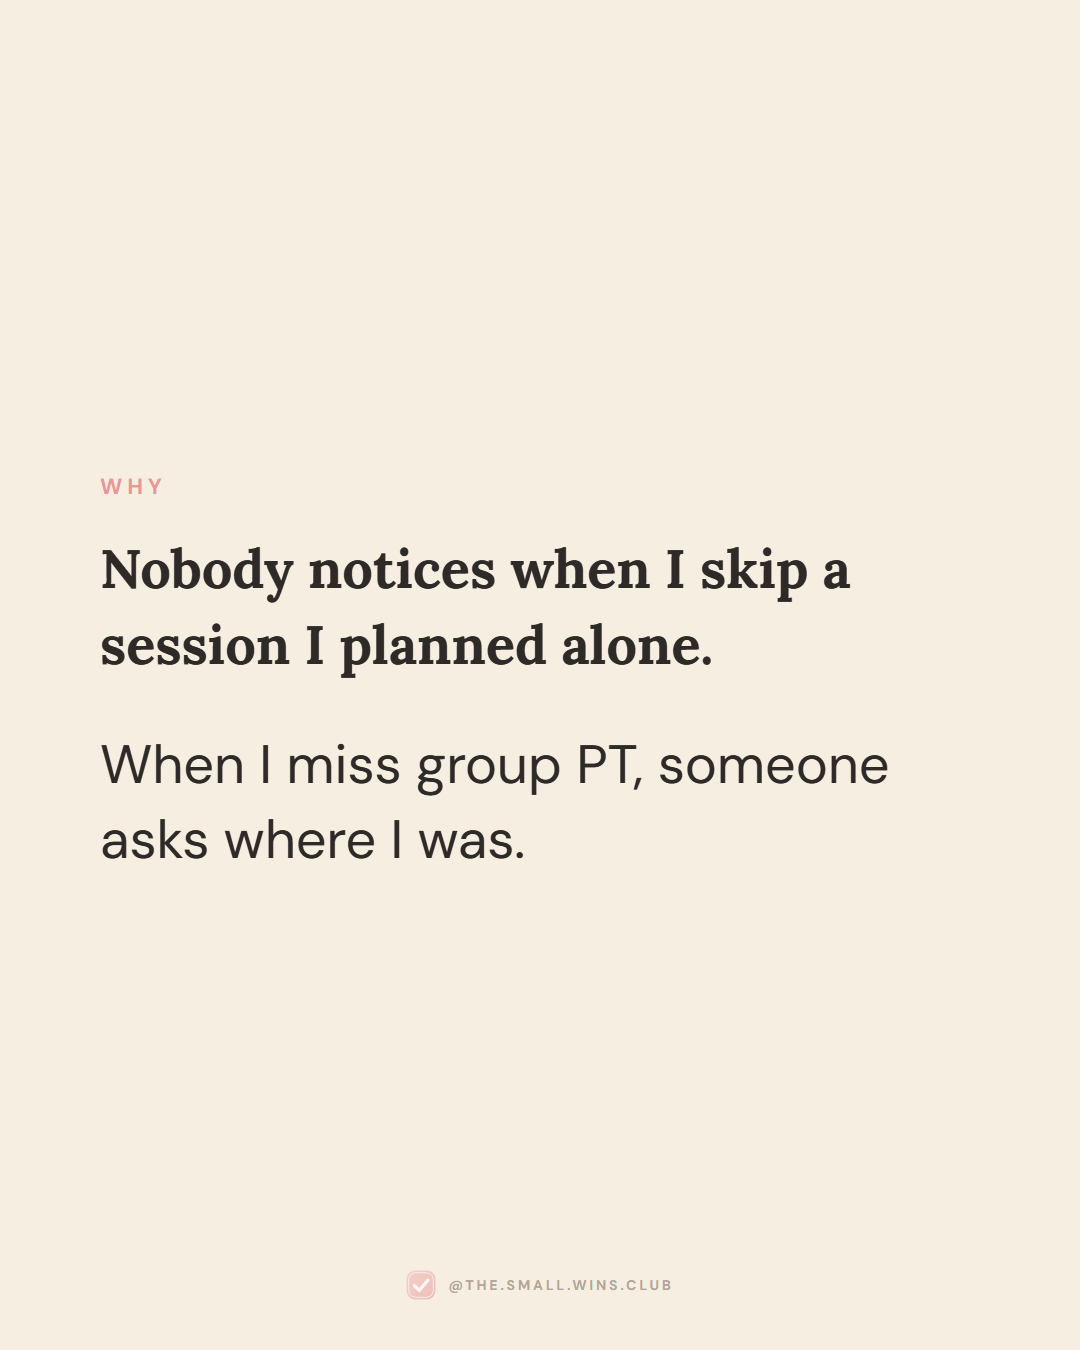 WHY
Nobody notices when I skip a
session I planned alone.
When I miss group PT, someone
asks where I was.
@THE.SMALL.WINS.CLUB